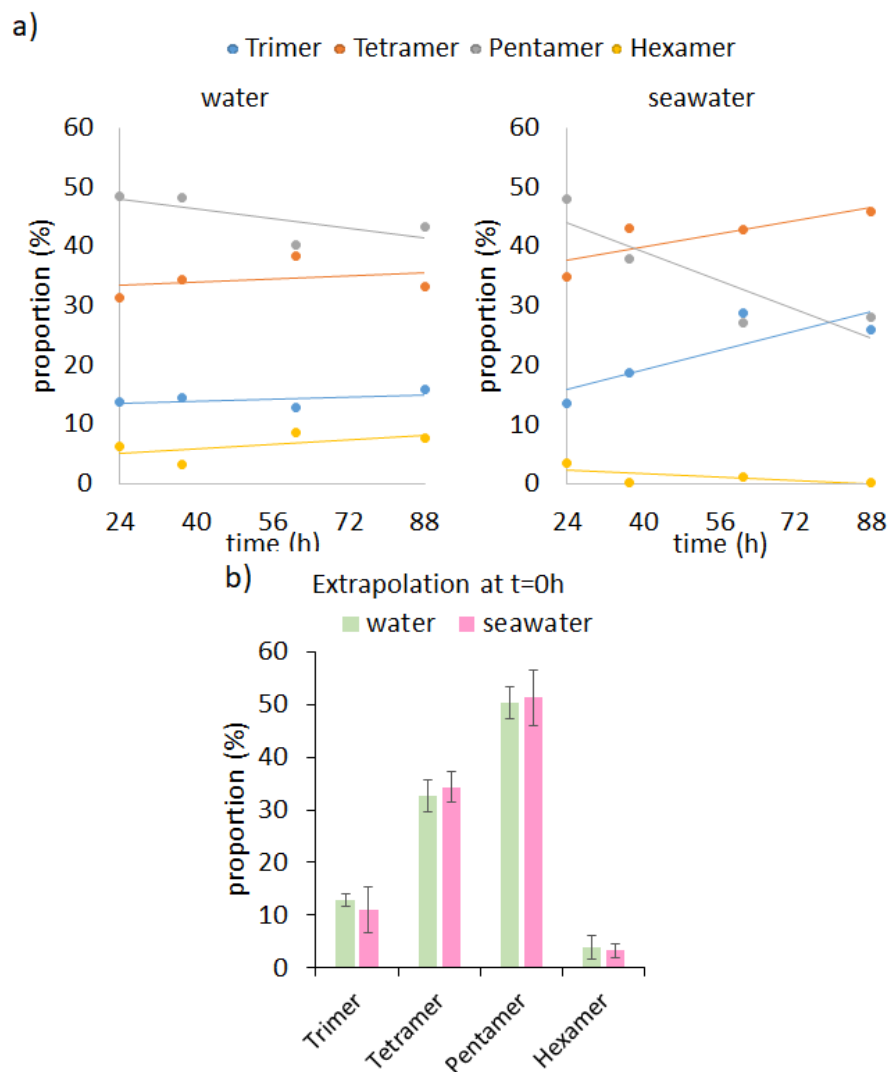 a)
Trimer Tetramer Pentamer Hexamer
water
60
50
40
30
20
10
0
proportion (%)
24 40 56 72 88
time (h)
seawater
60
50
40
30
20
10
0
proportion (%)
24 40 56 72 88
time (h)
b) Extrapolation at t=0h
water seawater
60
50
40
30
20
10
0
proportion (%)
Trimer
Tetramer
Pentamer
Hexamer